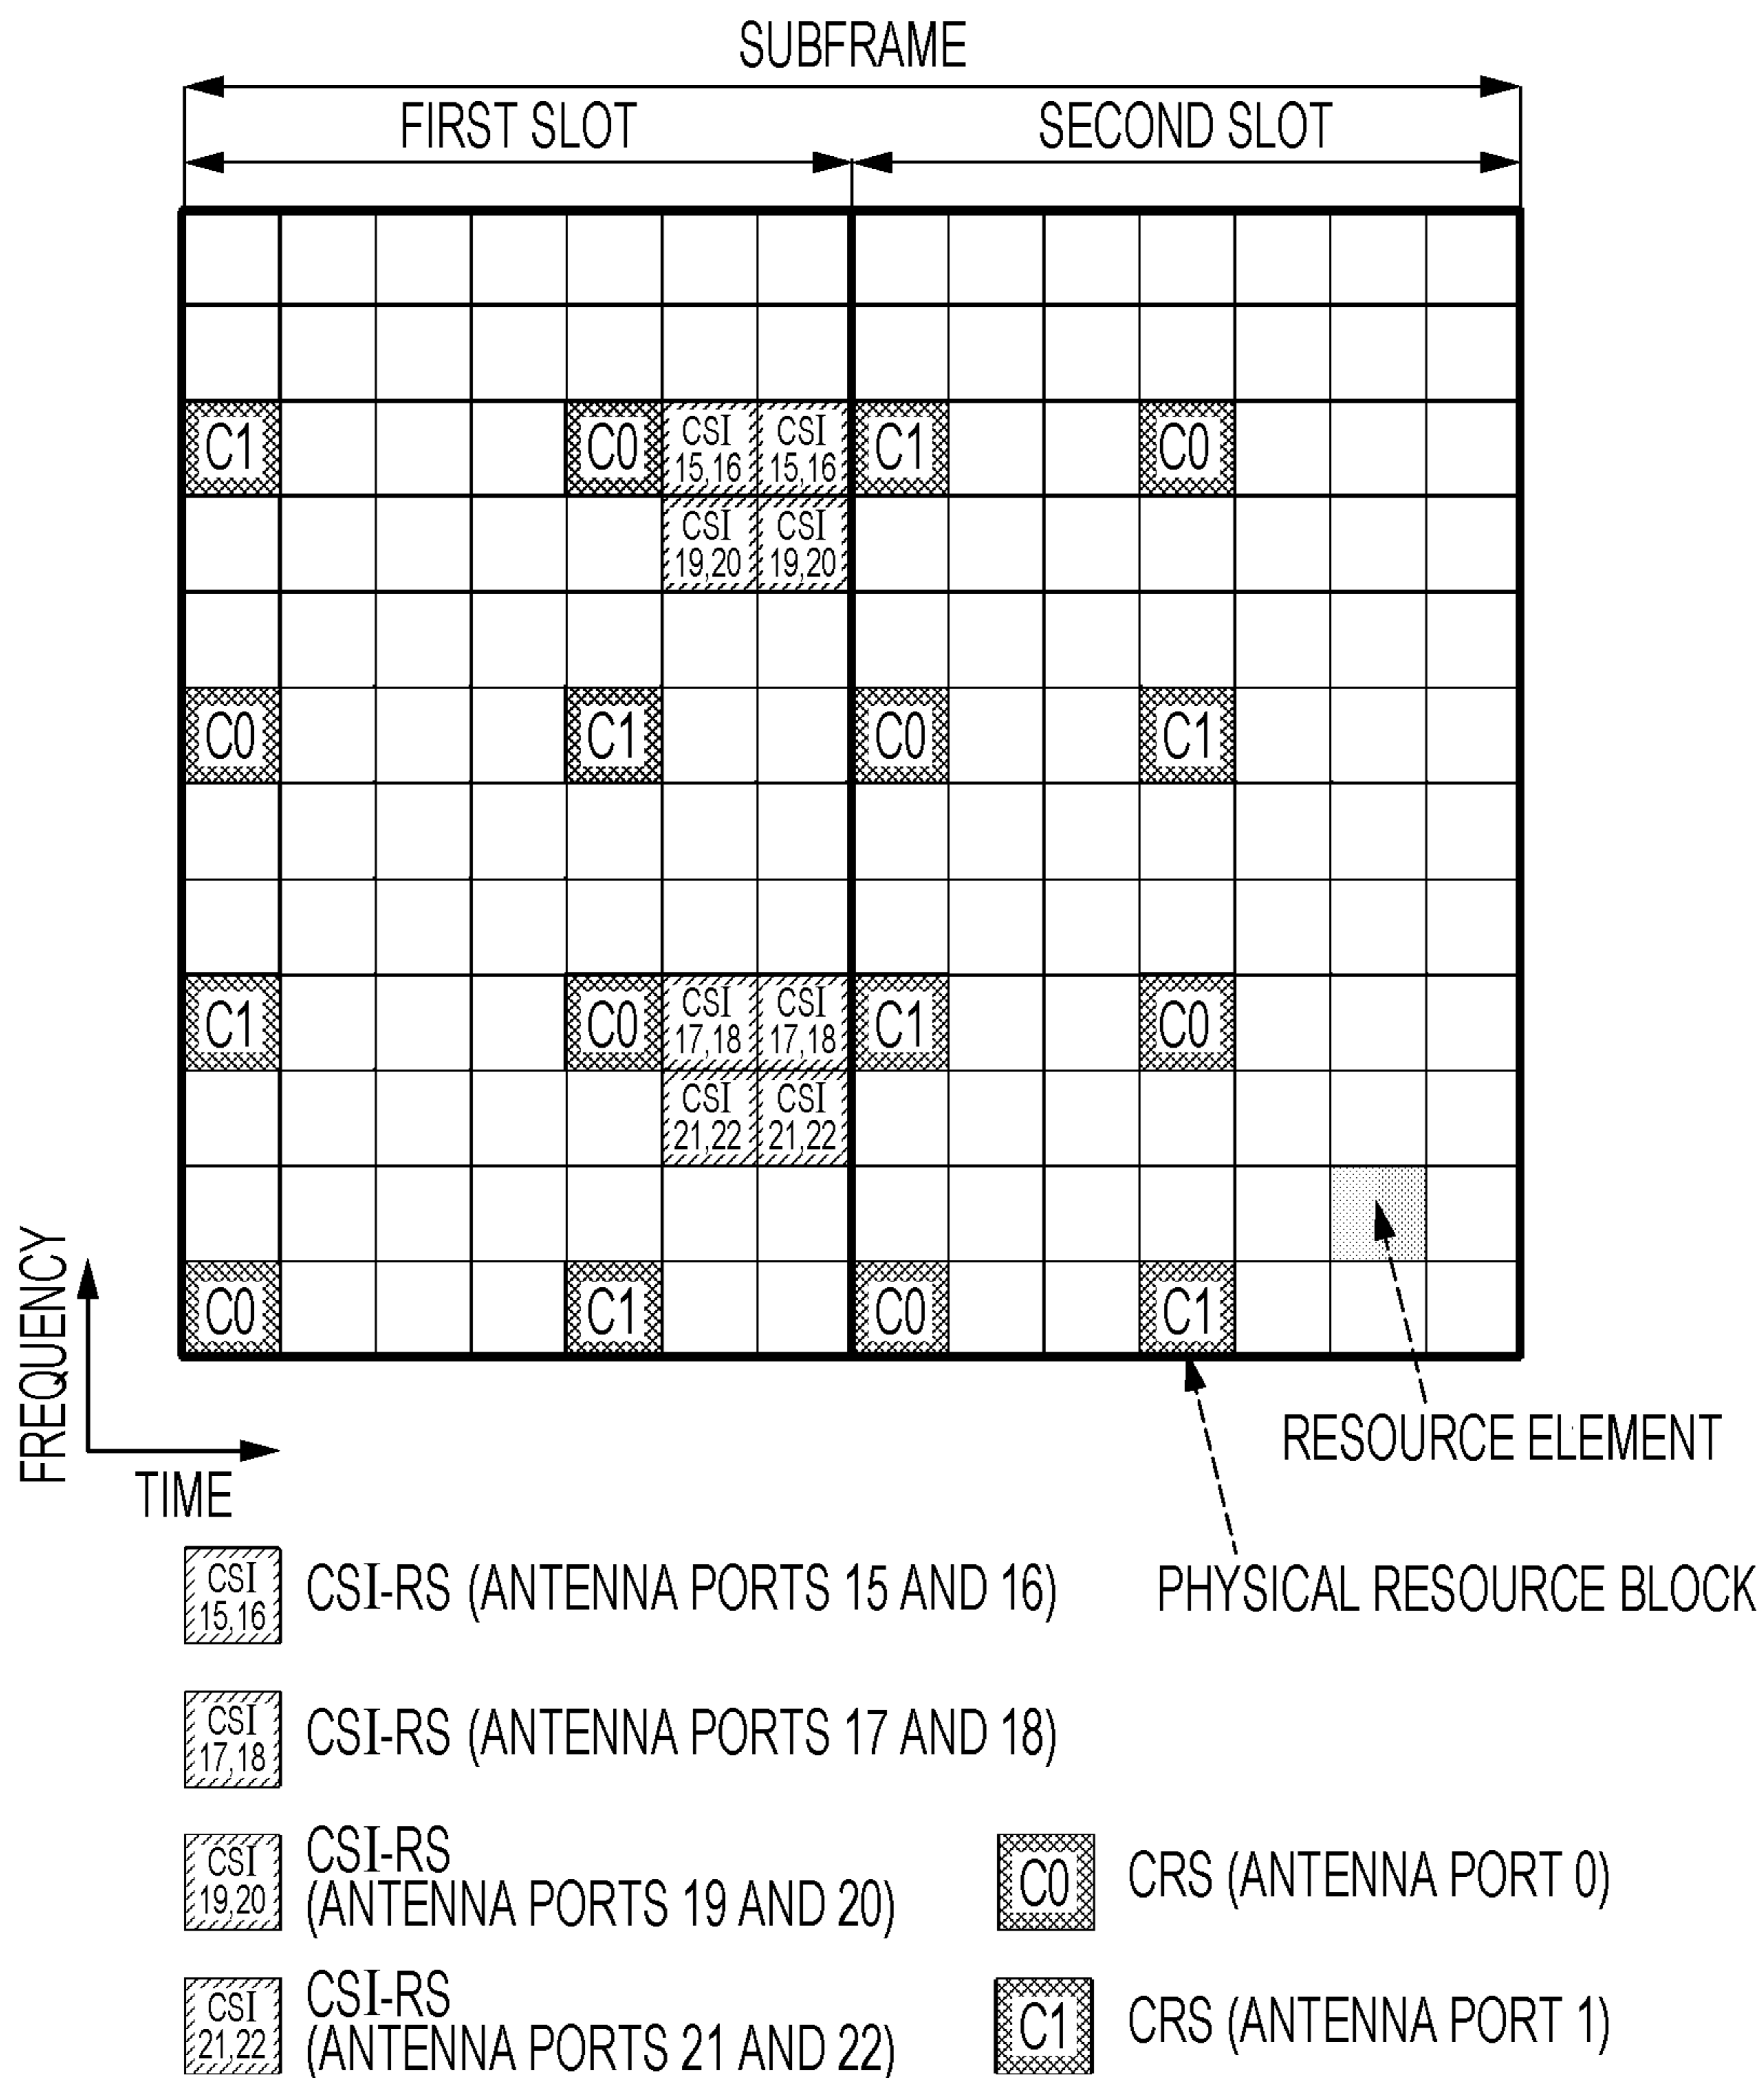 SUBFRAME
FIRST SLOT
SECOND SLOT
C1
C0
CSI
15,16
CSI
15,16
C1
C0
CSI
19,20
CSI
19,20
C0
C1
C0
C1
C1
C0
CSI
17,18
CSI
17,18
C1
C0
CSI
21,22
CSI
21,22
C0
C1
C0
C1
FREQUENCY
TIME
RESOURCE ELEMENT
PHYSICAL RESOURCE BLOCK
CSI
15,16
CSI-RS (ANTENNA PORTS 15 AND 16)
CSI
17,18
CSI-RS (ANTENNA PORTS 17 AND 18)
CSI
19,20
CSI-RS
(ANTENNA PORTS 19 AND 20)
C0
CRS (ANTENNA PORT 0)
CSI
21,22
CSI-RS
(ANTENNA PORTS 21 AND 22)
C1
CRS (ANTENNA PORT 1)